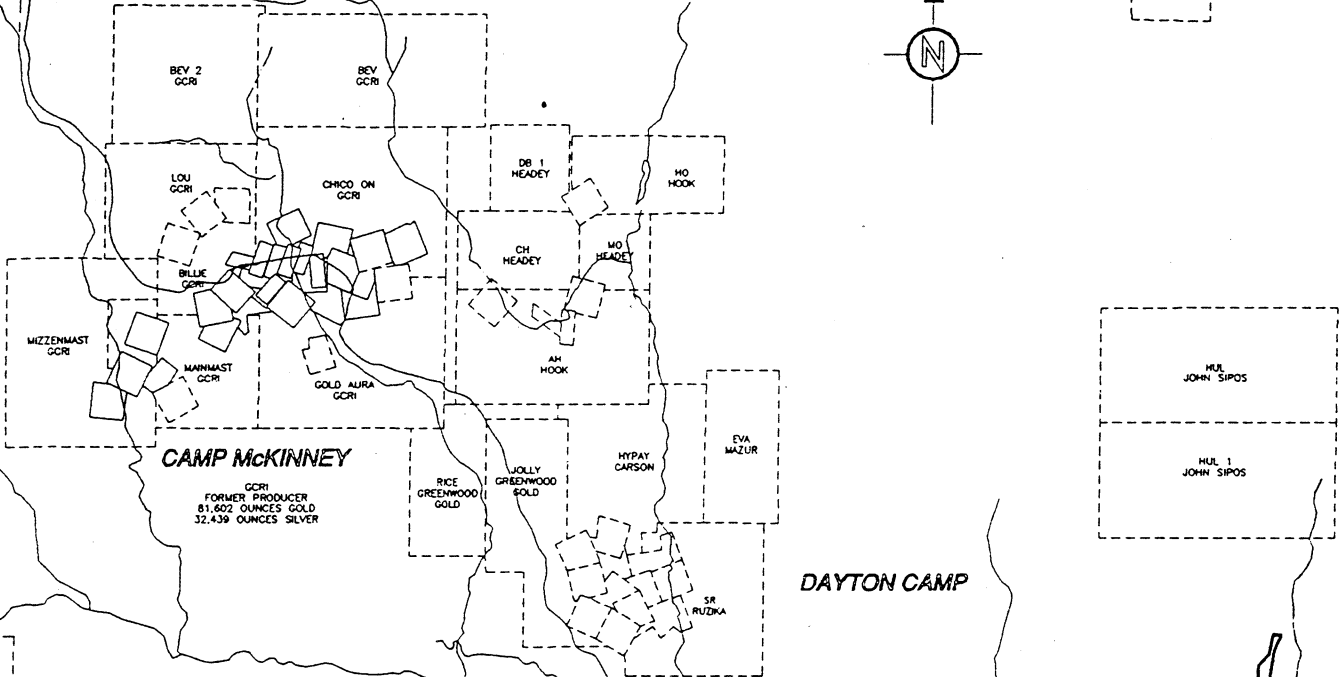 N
BEV 2
GCRI
BEV
GCRI
LOU
GCRI
CHICO ON
GCRI
DB 1
HEADEY
HO
HOOK
CH
HEADEY
MO
HEADEY
BILLIE
GCRI
MIZZENMAST
GCRI
MAINMAST
GCRI
GOLD AURA
GCRI
AH
HOOK
HUL
JOHN SIPOS
HUL 1
JOHN SIPOS
EVA
MAZUR
HYPAY
CARSON
CAMP McKINNEY
GCRI
FORMER PRODUCER
81,602 OUNCES GOLD
32,439 OUNCES SILVER
RICE
GREENWOOD
GOLD
JOLLY
GREENWOOD
GOLD
DAYTON CAMP
SR
RUZIKA